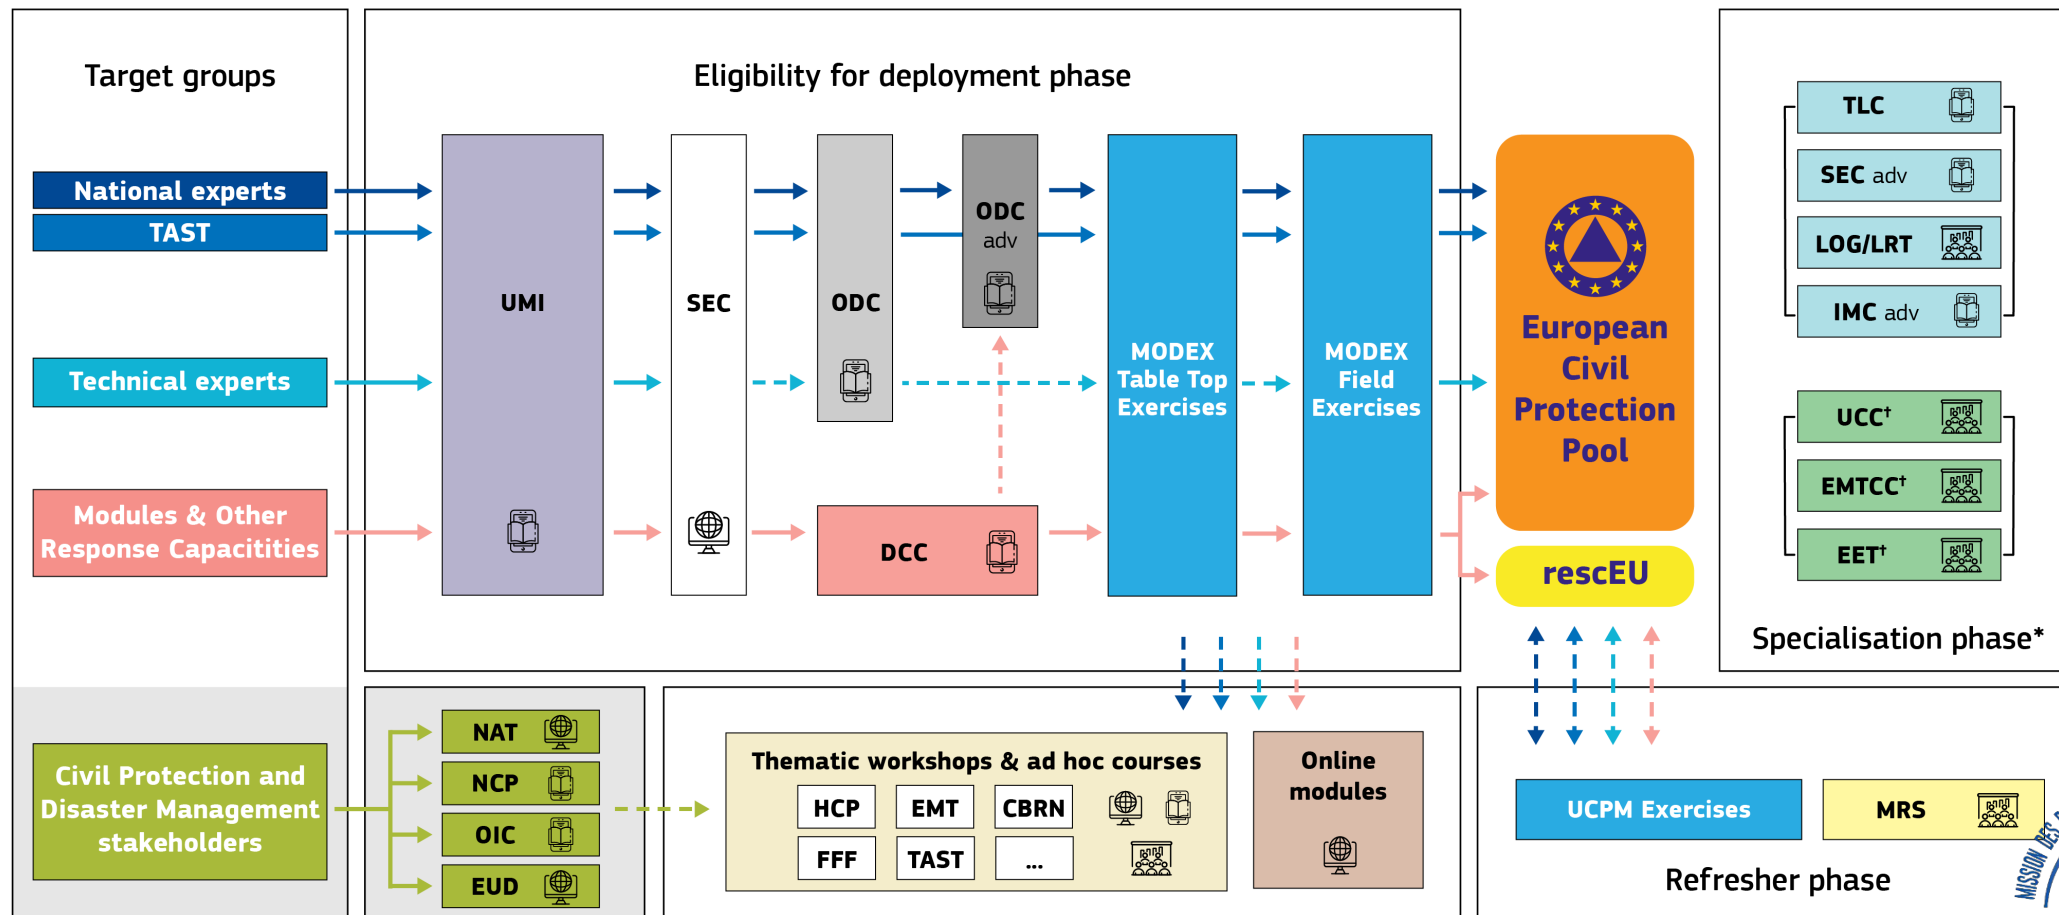 Target groups
National experts
TAST
Technical experts
Modules & Other
Response Capacitities
Civil Protection and
Disaster Management
stakeholders
Eligibility for deployment phase
UMI
SEC
ODC
ODC
adv
DCC
MODEX
Table Top
Exercises
MODEX
Field
Exercises
European
Civil
Protection
Pool
rescEU
TLC
SEC adv
LOG/LRT
IMC adv
UCC†
EMTCC†
EET†
Specialisation phase*
NAT
NCP
OIC
EUD
Thematic workshops & ad hoc courses
HCP
EMT
CBRN
FFF
TAST
...
Online
modules
UCPM Exercises
MRS
Refresher phase
MISSION DES